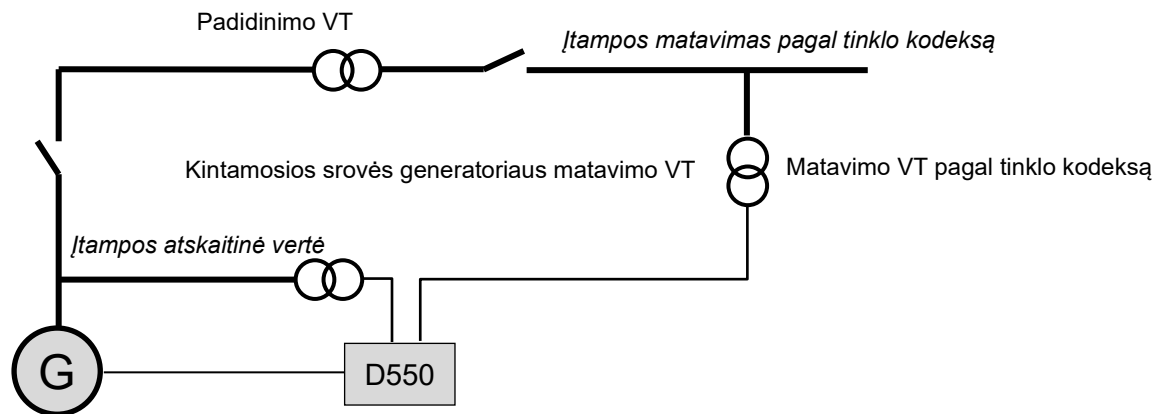 Padidinimo VT
Įtampos matavimas pagal tinklo kodeksą
Kintamosios srovės generatoriaus matavimo VT
Matavimo VT pagal tinklo kodeksą
Įtampos atskaitinė vertė
G
D550